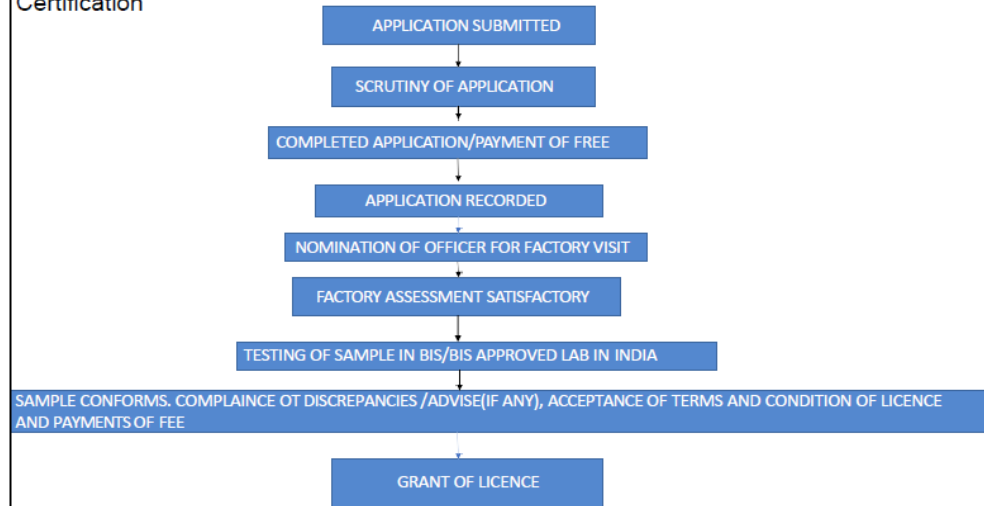 Certification
APPLICATION SUBMITTED
SCRUTINY OF APPLICATION
COMPLETED APPLICATION/PAYMENT OF FREE
APPLICATION RECORDED
NOMINATION OF OFFICER FOR FACTORY VISIT
FACTORY ASSESSMENT SATISFACTORY
TESTING OF SAMPLE IN BIS/BIS APPROVED LAB IN INDIA
SAMPLE CONFORMS. COMPLAINCE OT DISCREPANCIES /ADVISE(IF ANY), ACCEPTANCE OF TERMS AND CONDITION OF LICENCE
AND PAYMENTS OF FEE
GRANT OF LICENCE